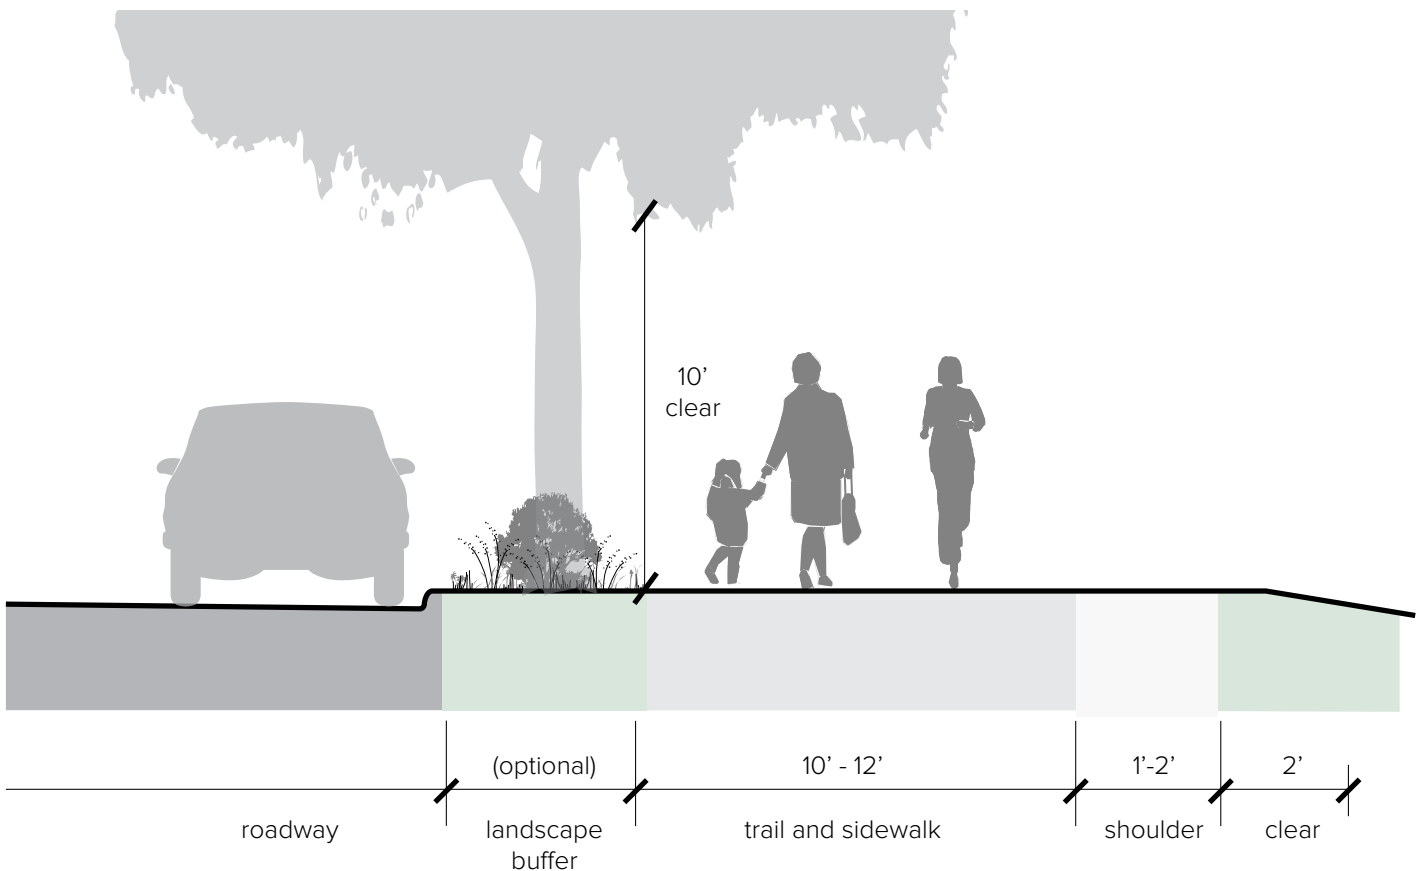 10’
clear
(optional)
10’ - 12’
1’-2’
2’
roadway
landscape
buffer
trail and sidewalk
shoulder
clear